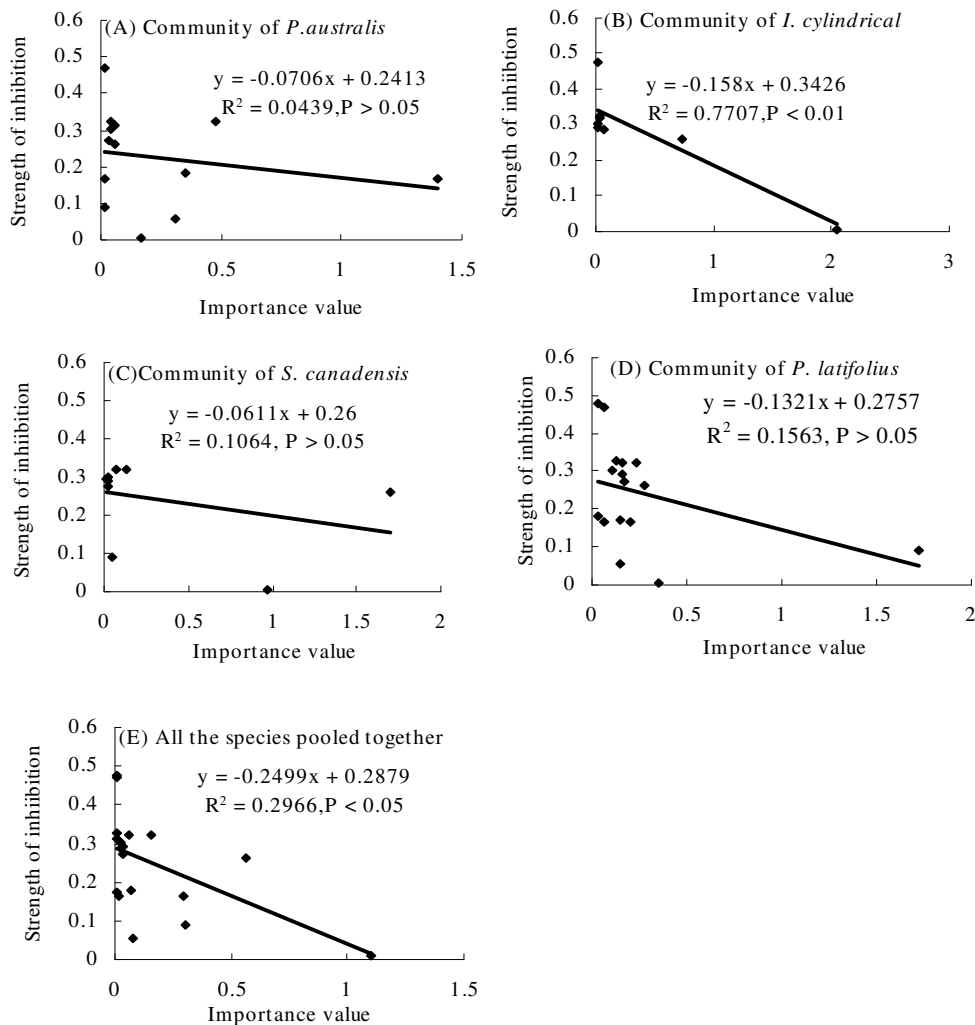 (A) Community of P.australis
y = -0.0706x + 0.2413
R² = 0.0439,P > 0.05
Strength of inhibition
0.6
0.5
0.4
0.3
0.2
0.1
0
0 0.5 1 1.5
Importance value
(B) Community of I. cylindrical
y = -0.158x + 0.3426
R² = 0.7707,P < 0.01
Strength of inhiibtion
0.6
0.5
0.4
0.3
0.2
0.1
0
0 1 2 3
Importance value
(C)Community of S. canadensis
y = -0.0611x + 0.26
R² = 0.1064, P > 0.05
Strength of inhiibition
0.6
0.5
0.4
0.3
0.2
0.1
0
0 0.5 1 1.5 2
Importance value
(D) Community of P. latifolius
y = -0.1321x + 0.2757
R² = 0.1563, P > 0.05
Strength of inhiibition
0.6
0.5
0.4
0.3
0.2
0.1
0
0 0.5 1 1.5 2
Importance value
(E) All the species pooled together
y = -0.2499x + 0.2879
R² = 0.2966,P < 0.05
Strength of inhiibition
0.6
0.5
0.4
0.3
0.2
0.1
0
0 0.5 1 1.5
Importance value